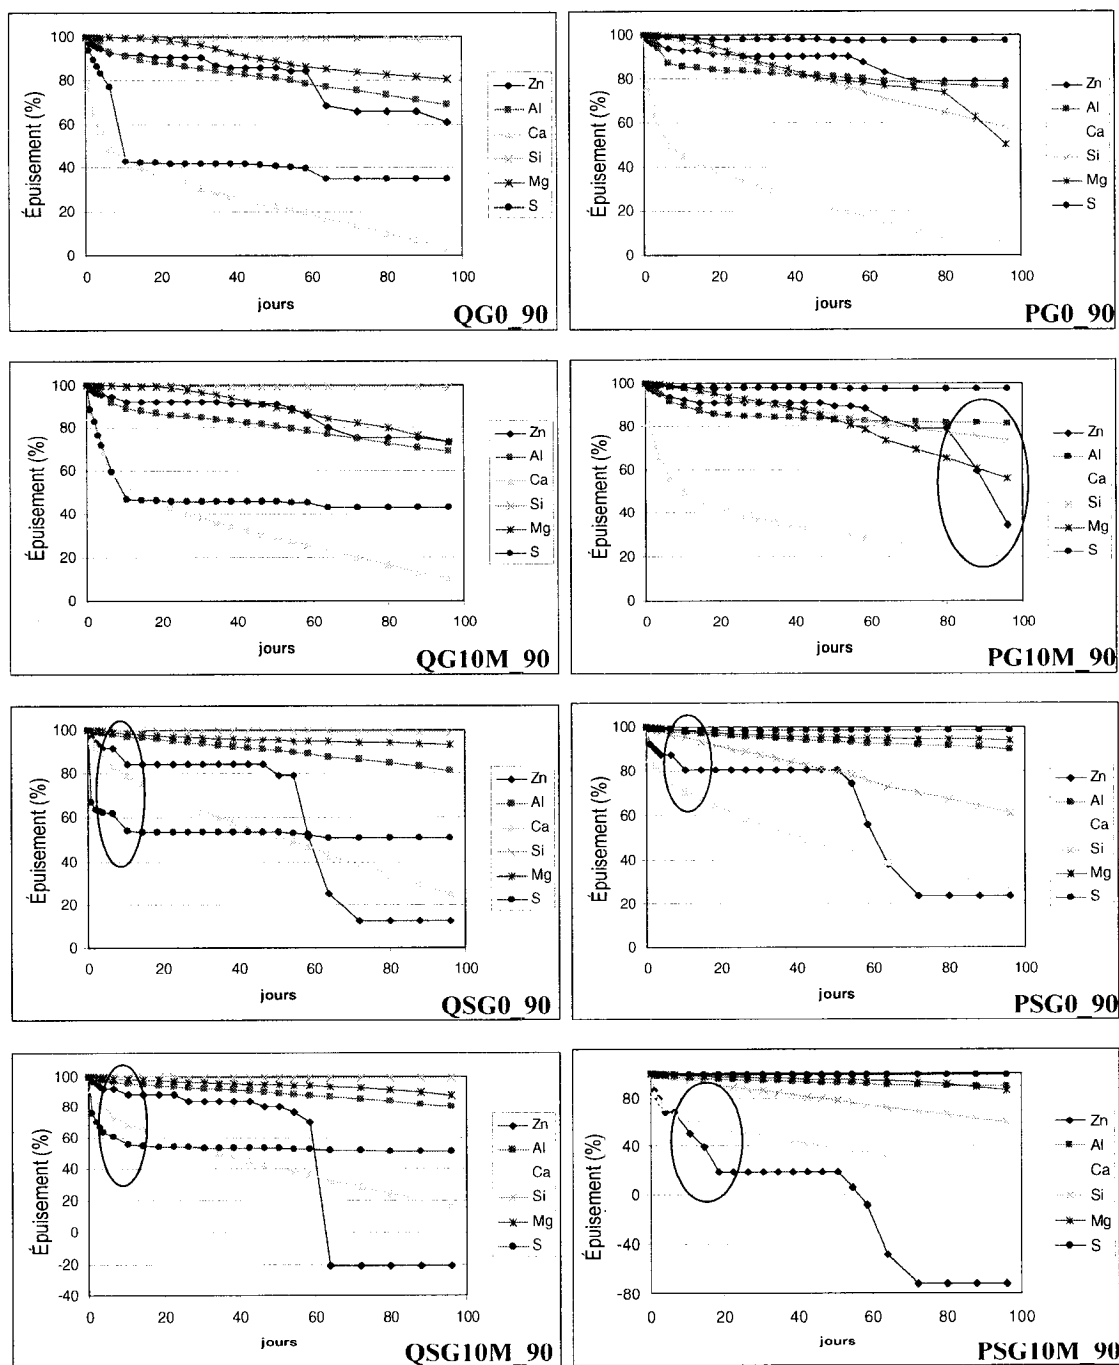 Épuisement (%)
100
80
60
40
20
0
0 20 40 60 80 100
jours
Zn
Al
Ca
Si
Mg
S
QG0_90
Épuisement (%)
100
80
60
40
20
0
0 20 40 60 80 100
jours
Zn
Al
Ca
Si
Mg
S
PG0_90
Épuisement (%)
100
80
60
40
20
0
0 20 40 60 80 100
jours
Zn
Al
Ca
Si
Mg
S
QG10M_90
Épuisement (%)
100
80
60
40
20
0
0 20 40 60 80 100
jours
Zn
Al
Ca
Si
Mg
S
PG10M_90
Épuisement (%)
100
80
60
40
20
0
0 20 40 60 80 100
jours
Zn
Al
Ca
Si
Mg
S
QSG0_90
Épuisement (%)
100
80
60
40
20
0
0 20 40 60 80 100
jours
Zn
Al
Ca
Si
Mg
S
PSG0_90
Épuisement (%)
100
80
60
40
20
0
-20
-40
0 20 40 60 80 100
jours
Zn
Al
Ca
Si
Mg
S
QSG10M_90
Épuisement (%)
80
40
0
-40
-80
0 20 40 60 80 100
jours
Zn
Al
Ca
Si
Mg
S
PSG10M_90